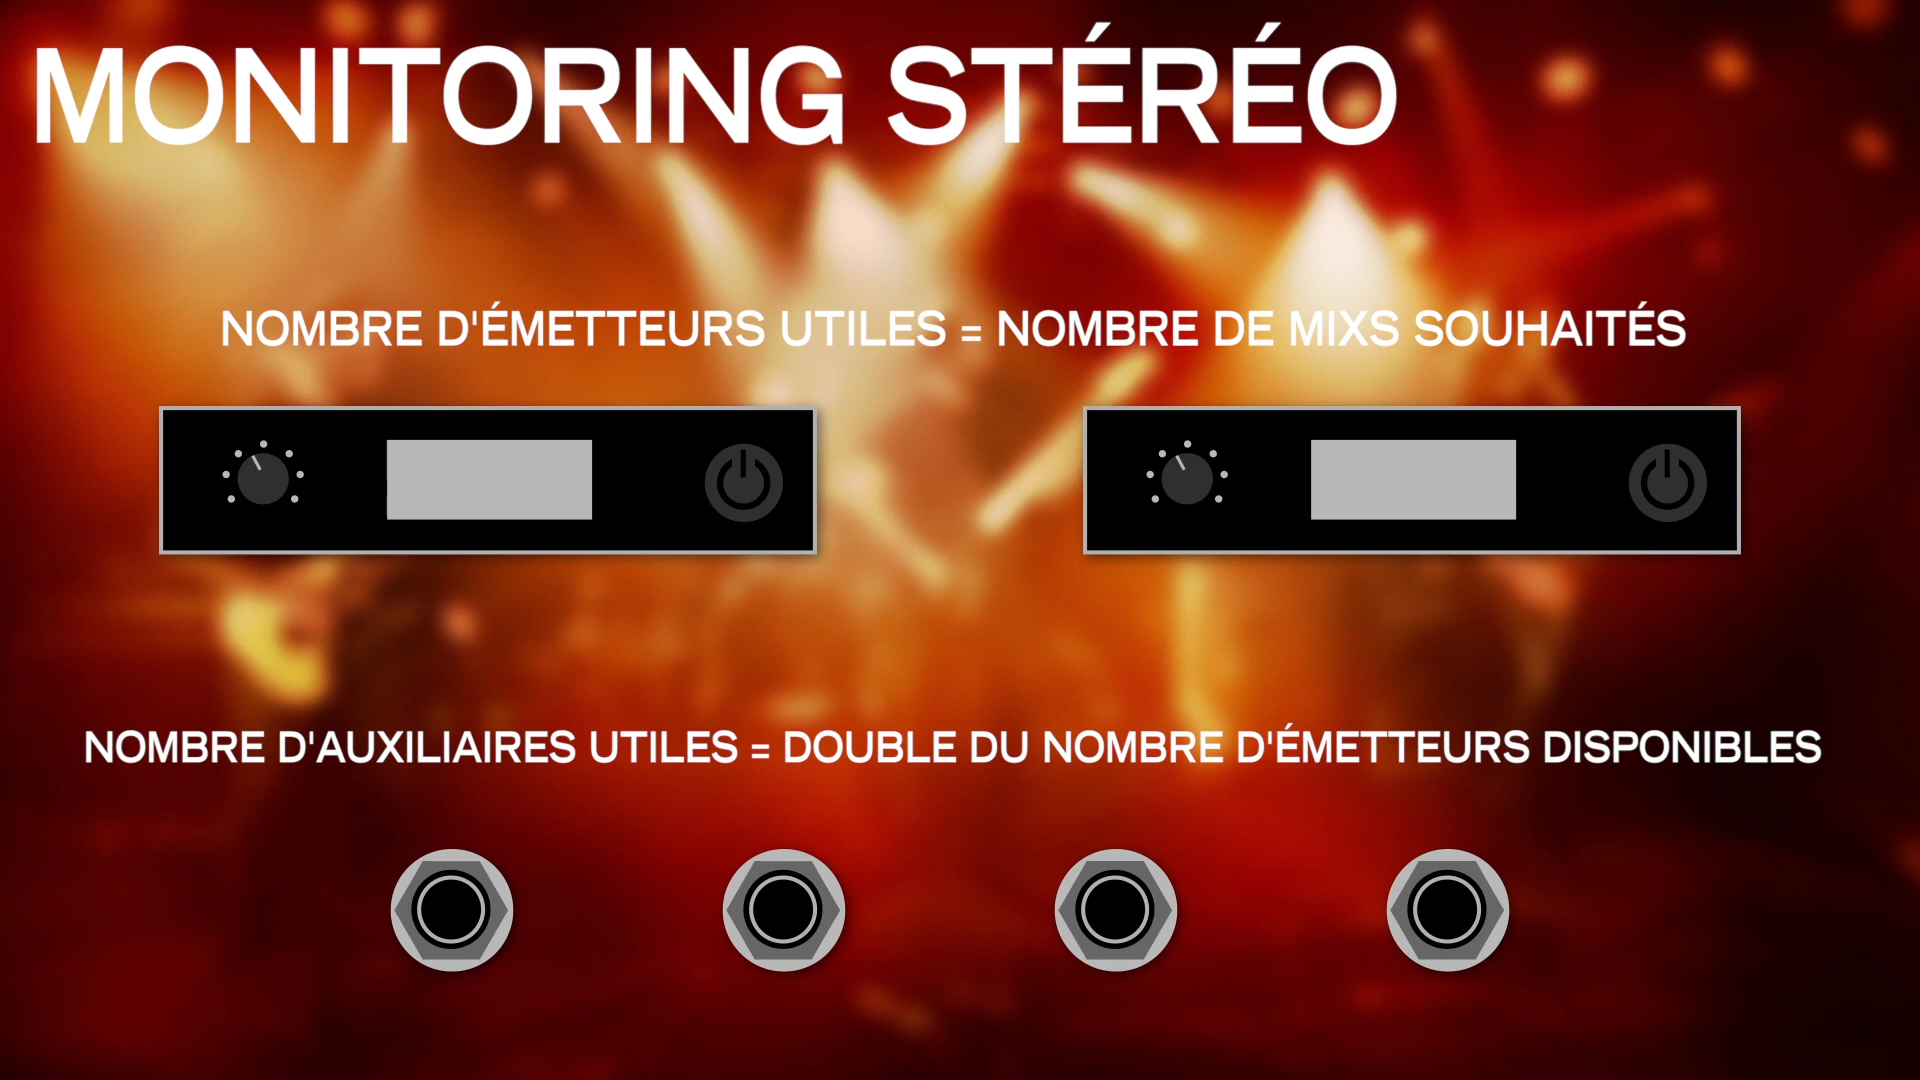 MONITORING STÉRÉO
NOMBRE D'ÉMETTEURS UTILES = NOMBRE DE MIXS SOUHAITÉS
NOMBRE D'AUXILIAIRES UTILES = DOUBLE DU NOMBRE D'ÉMETTEURS DISPONIBLES